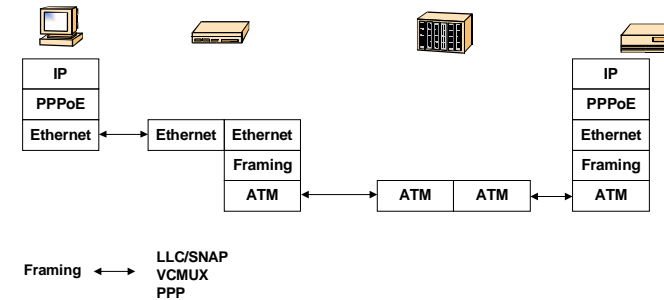 IP IP
PPPoE PPPoE
Ethernet Ethernet Ethernet Ethernet
Framing Framing
ATM ATM ATM ATM
LLC/SNAP
Framing VCMUX
PPP